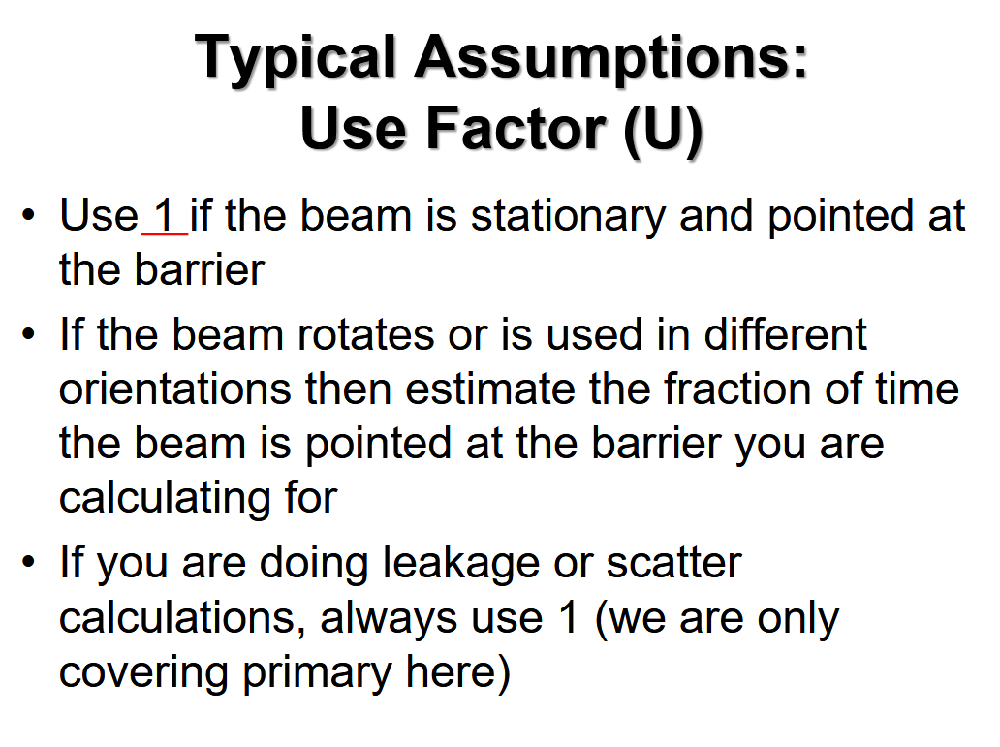 Typical Assumptions:
Use Factor (U)
• Use 1 if the beam is stationary and pointed at
the barrier
• If the beam rotates or is used in different
orientations then estimate the fraction of time
the beam is pointed at the barrier you are
calculating for
• If you are doing leakage or scatter
calculations, always use 1 (we are only
covering primary here)